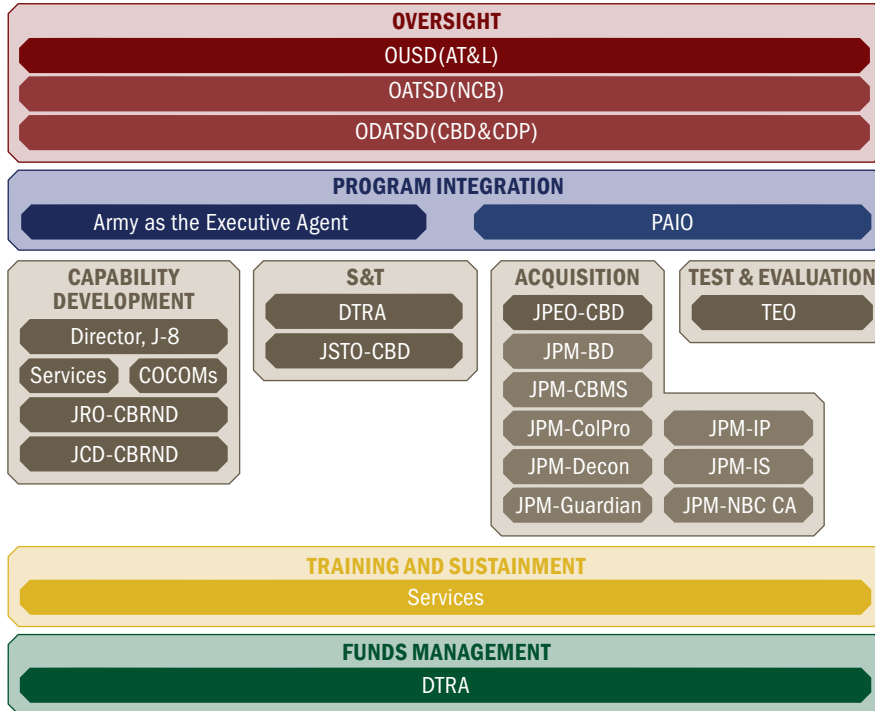 OVERSIGHT
OUSD(AT&L)
OATSD(NCB)
ODATSD(CBD&CDP)
PROGRAM INTEGRATION
Army as the Executive Agent
PAIO
CAPABILITY
DEVELOPMENT
Director, J-8
Services
COCOMs
JRO-CBRND
JCD-CBRND
S&T
DTRA
JSTO-CBD
ACQUISITION
JPEO-CBD
JPM-BD
JPM-CBMS
JPM-ColPro
JPM-Decon
JPM-Guardian
JPM-IP
JPM-IS
JPM-NBC CA
TEST & EVALUATION
TEO
TRAINING AND SUSTAINMENT
Services
FUNDS MANAGEMENT
DTRA